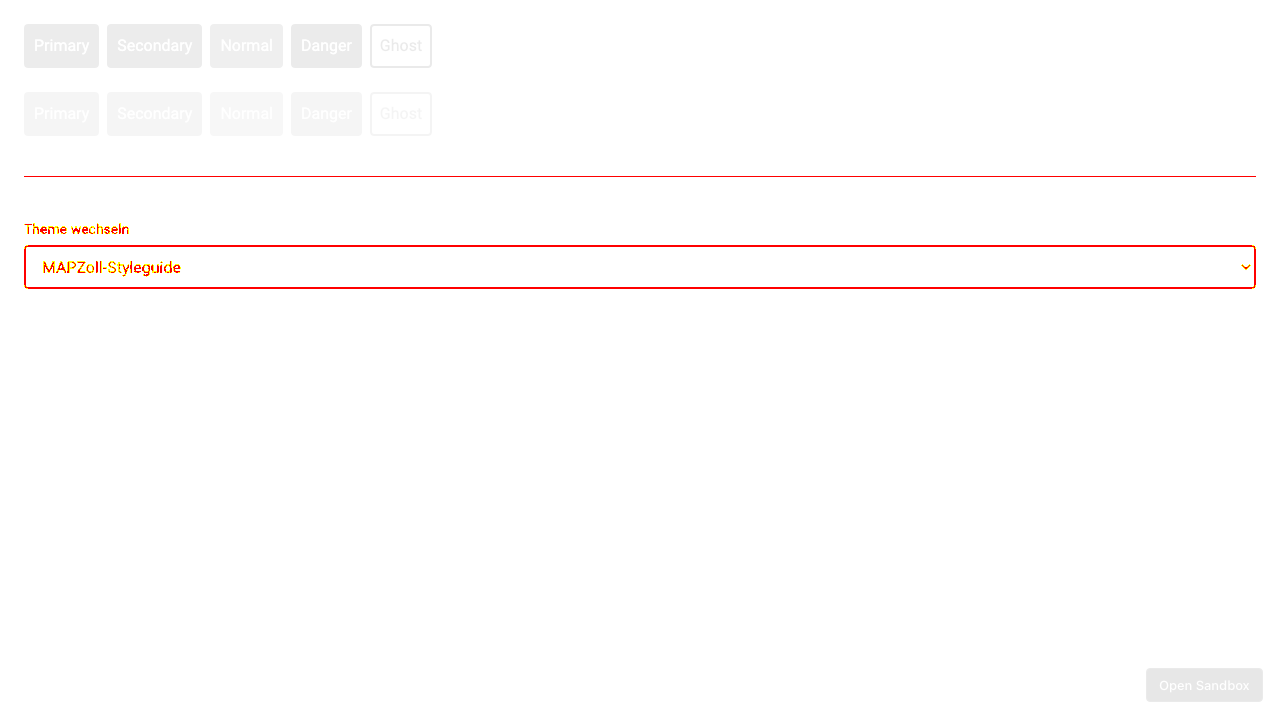 Primary Secondary Normal Danger Ghost
Primary Secondary Normal Danger Ghost
Theme wechseln
MAPZoll-Styleguide
Open Sandbox